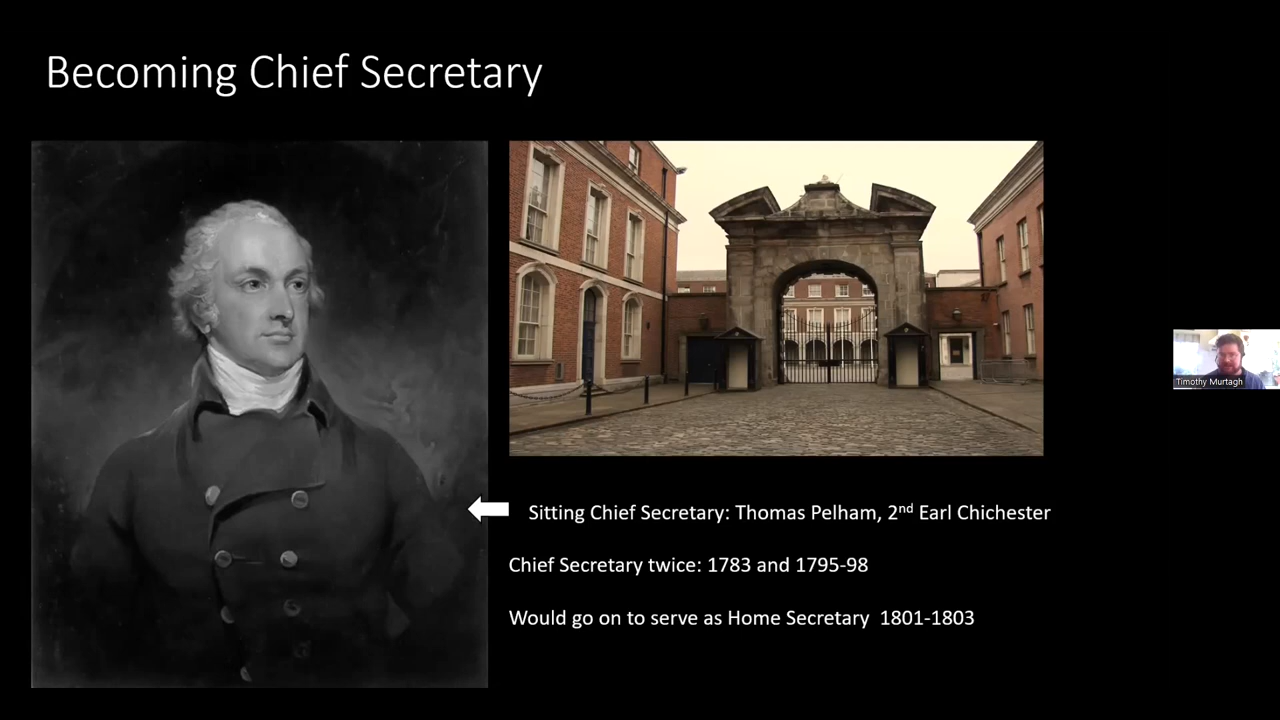 Becoming Chief Secretary
Sitting Chief Secretary: Thomas Pelham, 2nd Earl Chichester
Chief Secretary twice: 1783 and 1795-98
Would go on to serve as Home Secretary 1801-1803
Timothy Murtagh